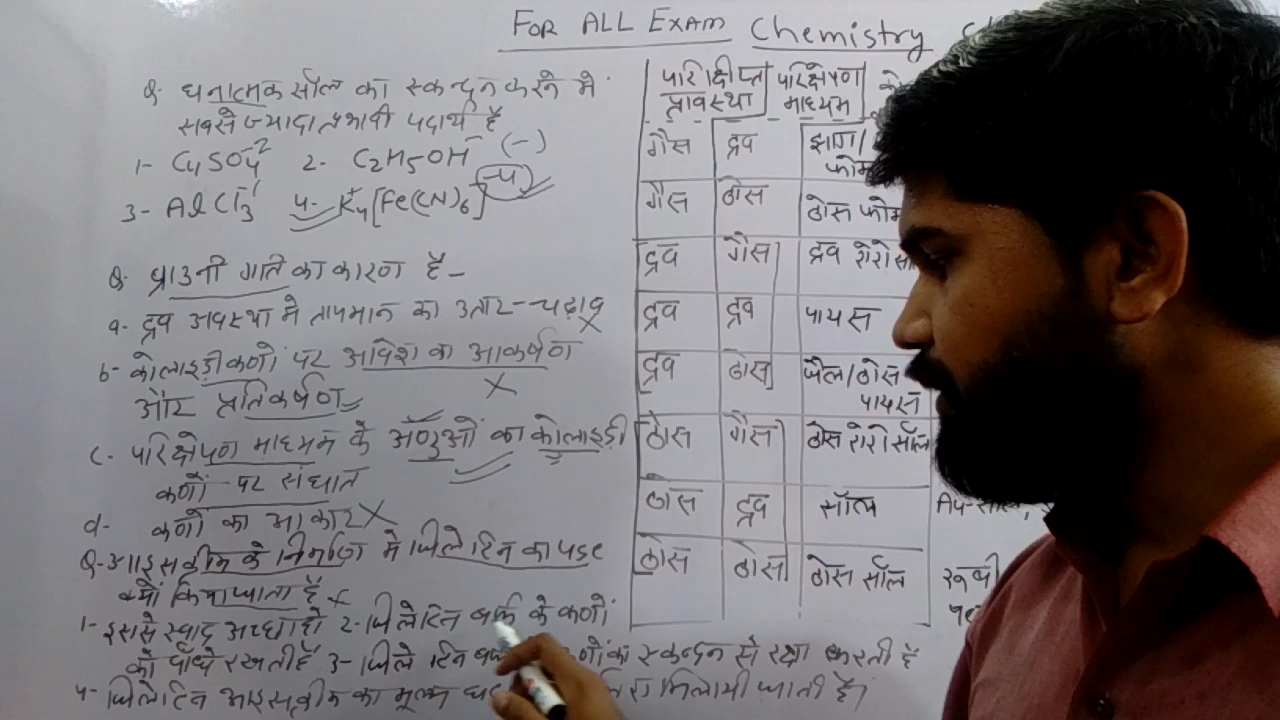 FOR ALL EXAM Chemistry
Q. धनात्मक सॉल का स्कन्दन करने मे
सबसे ज्यादा प्रभावी पदार्थ है
1- CuSO4-2 2- C2H5OH (-)
3- AlCl3-1 4- K4+[Fe(CN)6] -4
Q. ब्राउनी गति का कारण है-
a- द्रव अवस्था मे तापमान का उतार-चढ़ाव
b- कोलाइडी कणों पर आवेश का आकर्षण
और प्रतिकर्षण
c- परिक्षेपण माध्यम के अणुओं का कोलाइडी
कणों पर संघात
d- कणों का आकार
Q-आइसक्रीम के निर्माण मे जिलेटिन का
क्यों किया जाता है
1- इससे स्वाद अच्छा हो 2- जिलेटिन बर्फ के कणों
को बाँधे रखती है 3- जिलेटिन का स्कन्दन से रक्षा करती है
4- जिलेटिन आइसक्रीम का मूल्य मिलायी जाती है।
परिक्षिप्त प्रावस्था परिक्षेपण माध्यम
गैस द्रव झाग/
गैस ठोस ठोस फोम
द्रव गैस द्रव ऐरोसॉ
द्रव द्रव पायस
द्रव ठोस जैल/ठोस पायस
ठोस गैस ठोस ऐरोसॉल
ठोस द्रव सॉल
ठोस ठोस ठोस सॉल